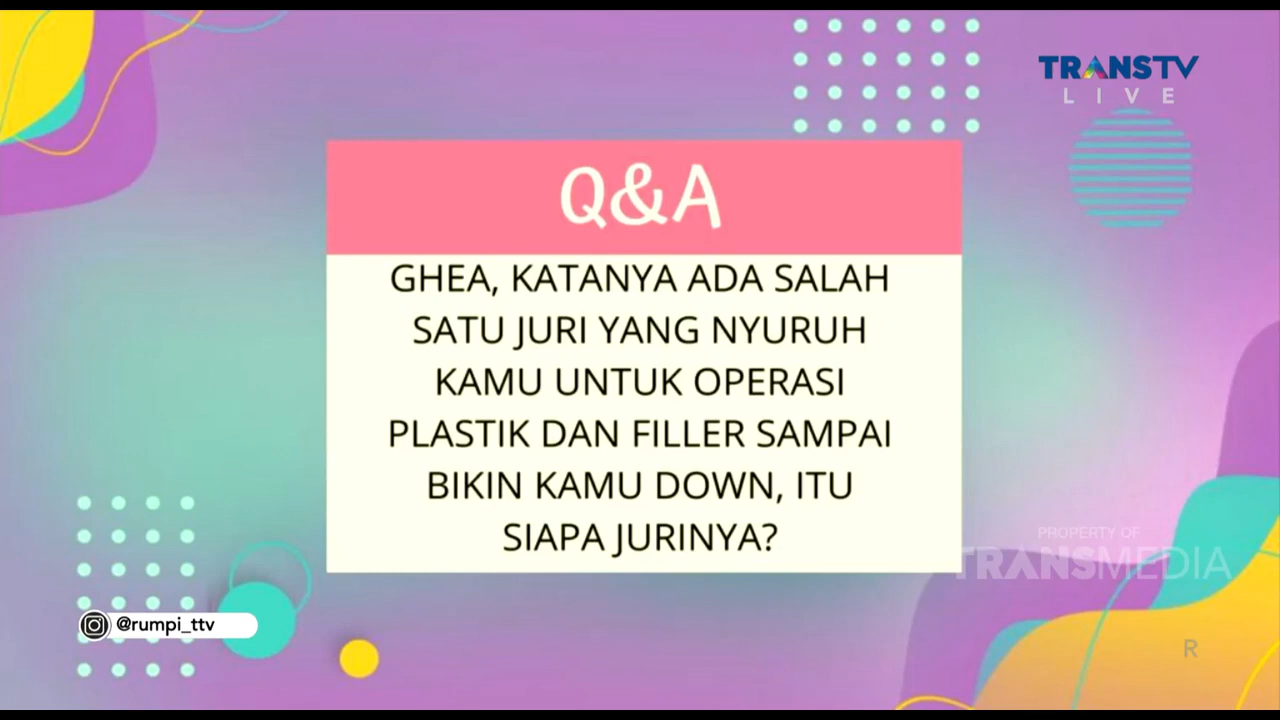 TRANSTV
LIVE
Q&A
GHEA, KATANYA ADA SALAH
SATU JURI YANG NYURUH
KAMU UNTUK OPERASI
PLASTIK DAN FILLER SAMPAI
BIKIN KAMU DOWN, ITU
SIAPA JURINYA?
PROPERTY OF
TRANSMEDIA
@rumpi_ttv
R